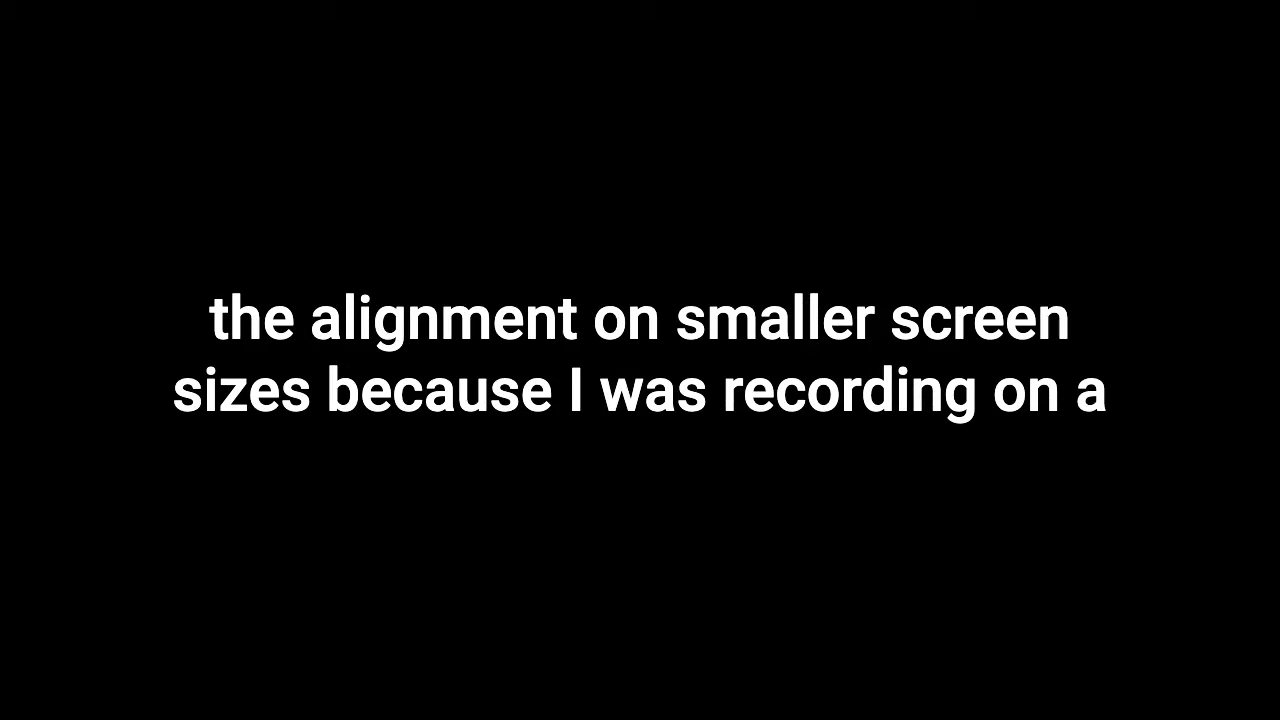 the alignment on smaller screen
sizes because I was recording on a